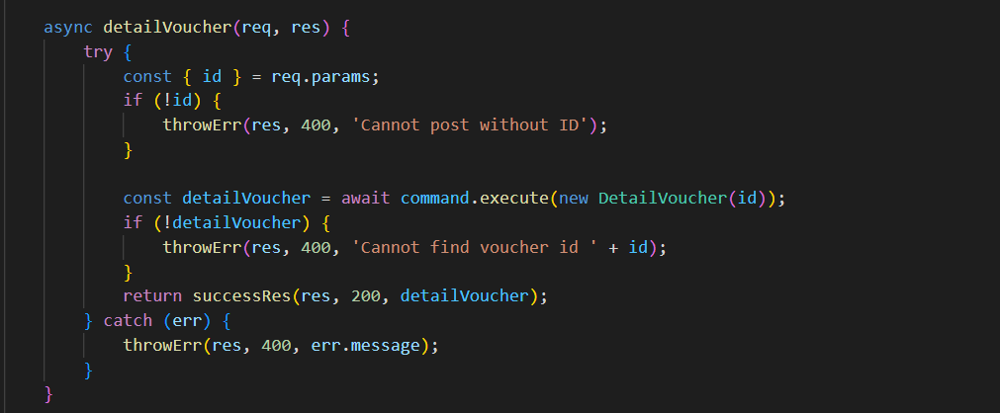 async detailVoucher(req, res) {
    try {
        const { id } = req.params;
        if (!id) {
            throwErr(res, 400, 'Cannot post without ID');
        }

        const detailVoucher = await command.execute(new DetailVoucher(id));
        if (!detailVoucher) {
            throwErr(res, 400, 'Cannot find voucher id ' + id);
        }
        return successRes(res, 200, detailVoucher);
    } catch (err) {
        throwErr(res, 400, err.message);
    }
}